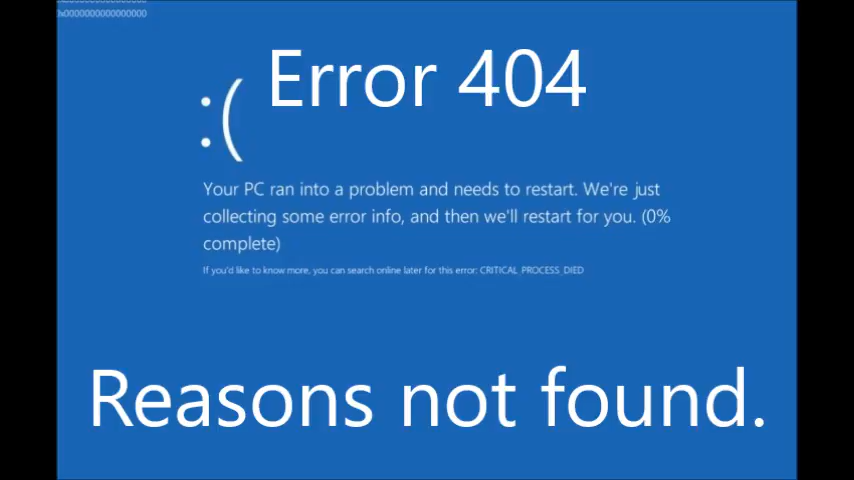 0x0000000000000000
Error 404
:(
Your PC ran into a problem and needs to restart. We're just
collecting some error info, and then we'll restart for you. (0%
complete)
If you'd like to know more, you can search online later for this error: CRITICAL_PROCESS_DIED
Reasons not found.